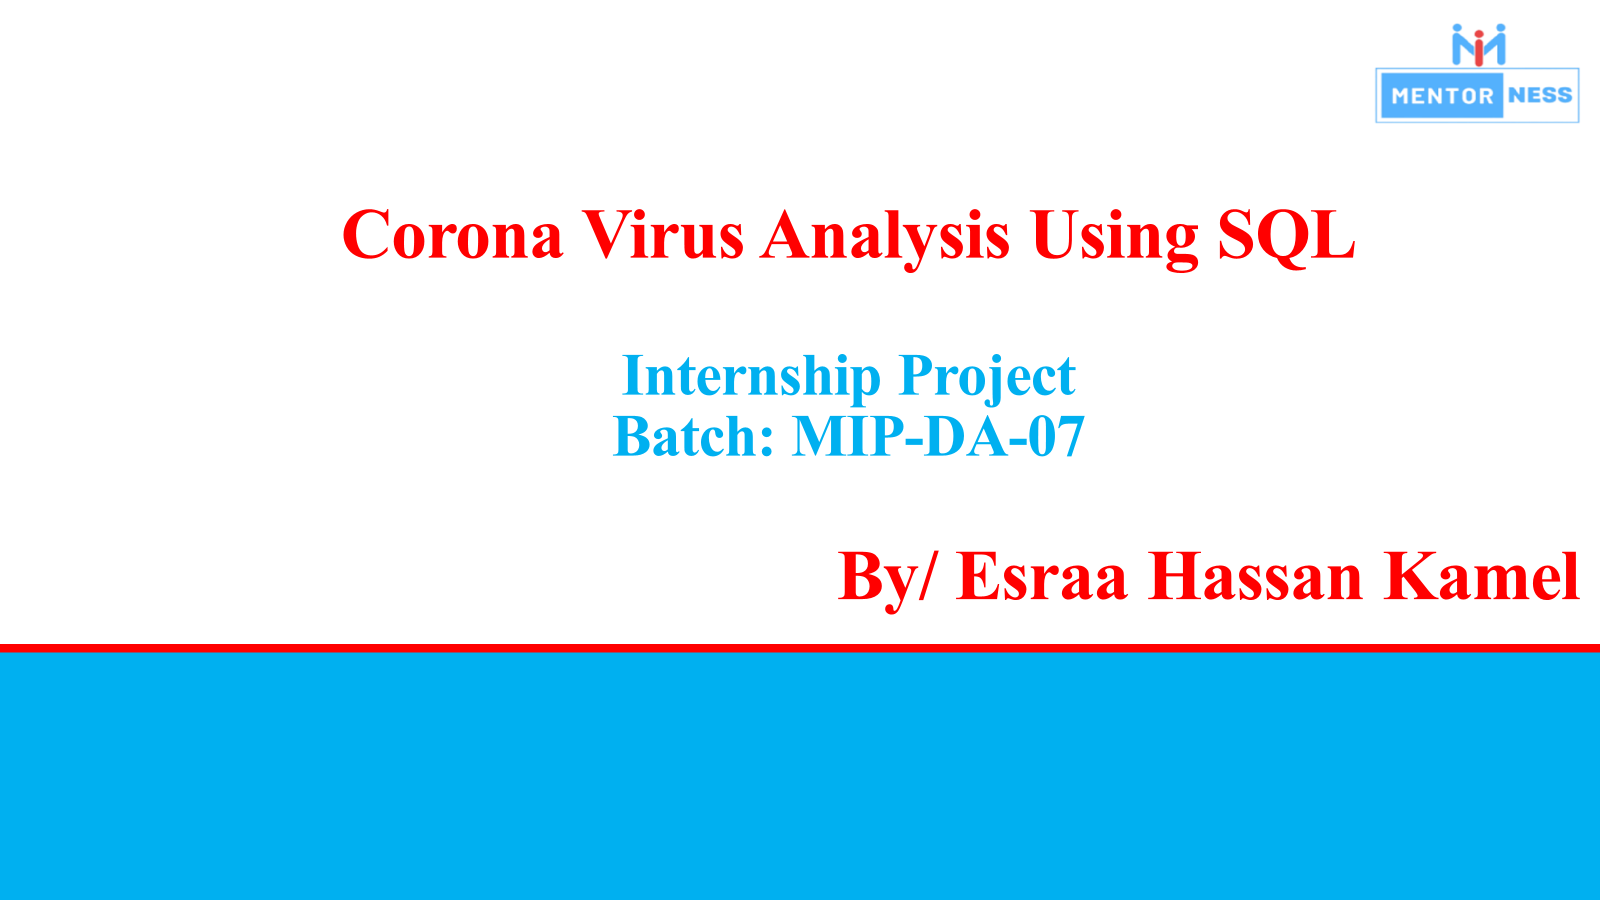 MENTOR NESS
Corona Virus Analysis Using SQL
Internship Project
Batch: MIP-DA-07
By/ Esraa Hassan Kamel